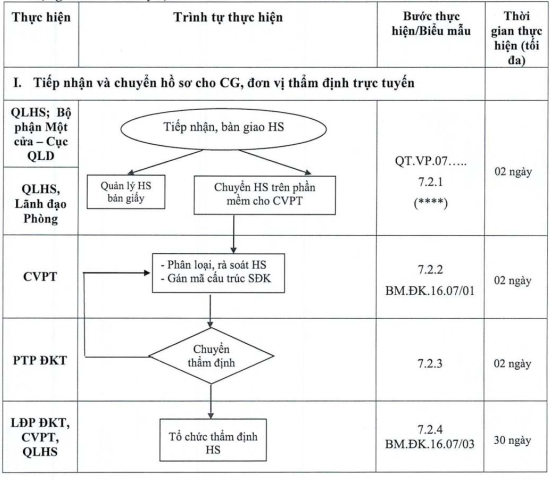 Thực hiện
Trình tự thực hiện
Bước thực
hiện/Biểu mẫu
Thời
gian thực
hiện (tối
đa)
I. Tiếp nhận và chuyển hồ sơ cho CG, đơn vị thẩm định trực tuyến
QLHS; Bộ
phận Một
cửa – Cục
QLD
Tiếp nhận, bàn giao HS
QT.VP.07…..
7.2.1
(****)
02 ngày
QLHS,
Lãnh đạo
Phòng
Quản lý HS
bản giấy
Chuyển HS trên phần
mềm cho CVPT
CVPT
- Phân loại, rà soát HS
- Gán mã cấu trúc SĐK
7.2.2
BM.ĐK.16.07/01
02 ngày
PTP ĐKT
Chuyển
thẩm định
7.2.3
02 ngày
LĐP ĐKT,
CVPT,
QLHS
Tổ chức thẩm định
HS
7.2.4
BM.ĐK.16.07/03
30 ngày